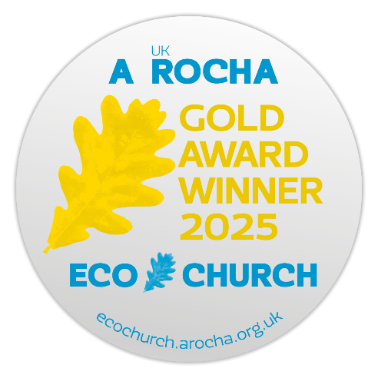 UK
A ROCHA
GOLD
AWARD
WINNER
2025
ECO CHURCH
ecochurch.arocha.org.uk